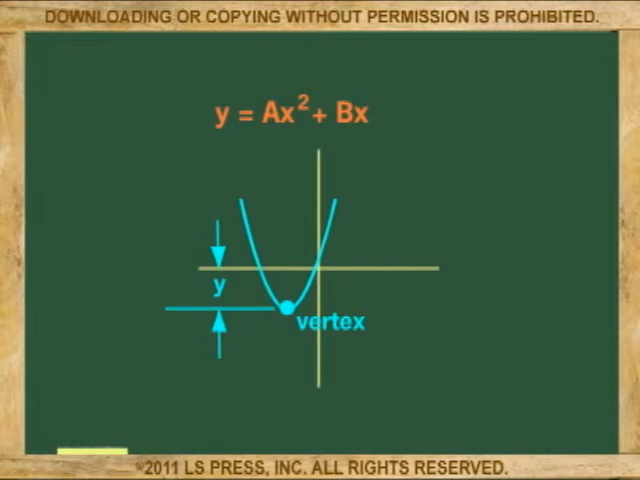 DOWNLOADING OR COPYING WITHOUT PERMISSION IS PROHIBITED.
y = Ax² + Bx
y
vertex
©2011 LS PRESS, INC. ALL RIGHTS RESERVED.